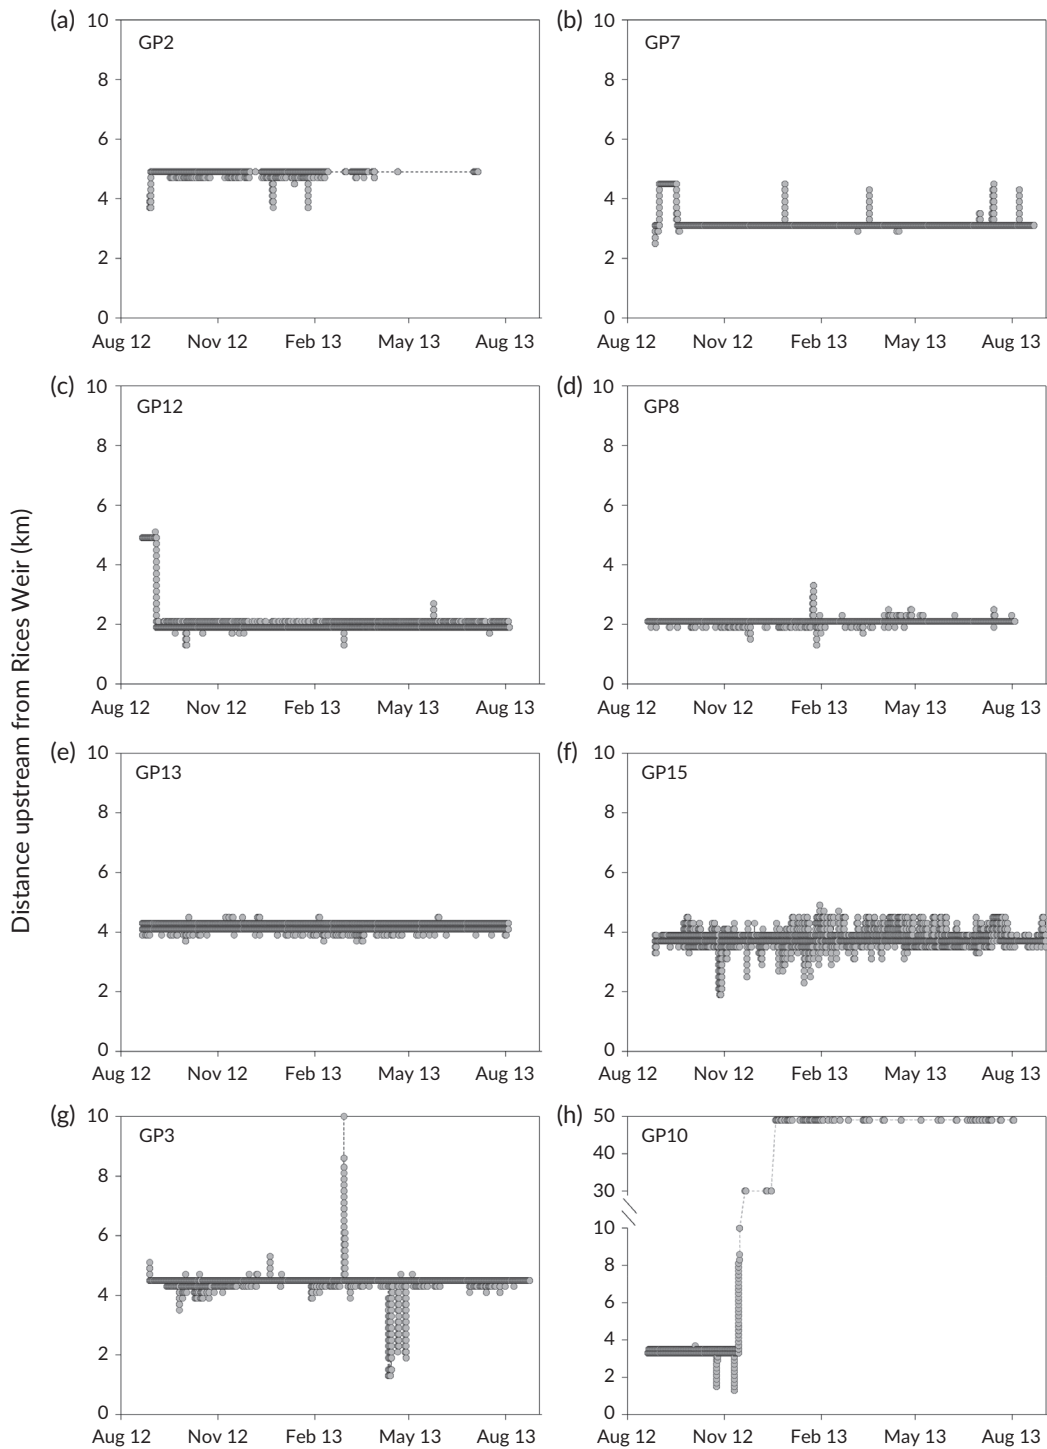 (a)
GP2
10
8
6
4
2
0
Aug 12 Nov 12 Feb 13 May 13 Aug 13
(b)
GP7
10
8
6
4
2
0
Aug 12 Nov 12 Feb 13 May 13 Aug 13
(c)
GP12
10
8
6
4
2
0
Aug 12 Nov 12 Feb 13 May 13 Aug 13
(d)
GP8
10
8
6
4
2
0
Aug 12 Nov 12 Feb 13 May 13 Aug 13
Distance upstream from Rices Weir (km)
(e)
GP13
10
8
6
4
2
0
Aug 12 Nov 12 Feb 13 May 13 Aug 13
(f)
GP15
10
8
6
4
2
0
Aug 12 Nov 12 Feb 13 May 13 Aug 13
(g)
GP3
10
8
6
4
2
0
Aug 12 Nov 12 Feb 13 May 13 Aug 13
(h)
GP10
50
40
30
10
8
6
4
2
0
Aug 12 Nov 12 Feb 13 May 13 Aug 13